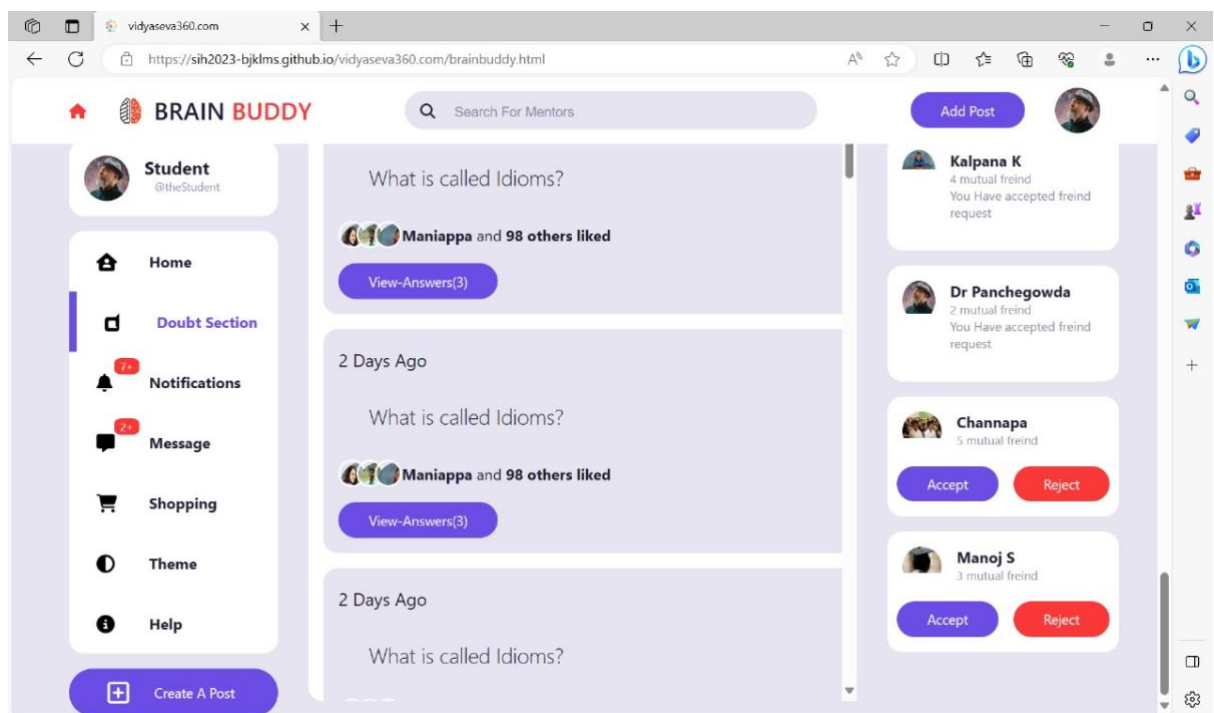 vidyaseva360.com
https://sih2023-bjklms.github.io/vidyaseva360.com/brainbuddy.html
BRAIN BUDDY
Search For Mentors
Add Post
Student
@theStudent
Home
Doubt Section
7+
Notifications
2+
Message
Shopping
Theme
Help
Create A Post
What is called Idioms?
Maniappa and 98 others liked
View-Answers(3)
2 Days Ago
What is called Idioms?
Maniappa and 98 others liked
View-Answers(3)
2 Days Ago
What is called Idioms?
Kalpana K
4 mutual freind
You Have accepted freind
request
Dr Panchegowda
2 mutual freind
You Have accepted freind
request
Channapa
5 mutual freind
Accept
Reject
Manoj S
3 mutual freind
Accept
Reject